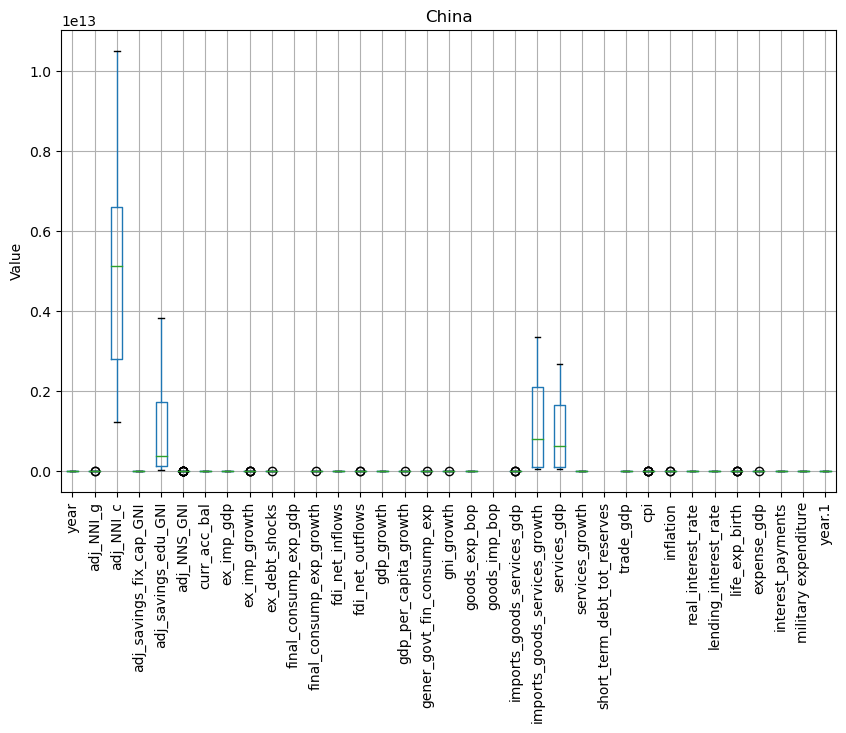 China
1e13
1.0
0.8
0.6
0.4
0.2
0.0
Value
year
adj_NNI_g
adj_NNI_c
adj_savings_fix_cap_GNI
adj_savings_edu_GNI
adj_NNS_GNI
curr_acc_bal
ex_imp_gdp
ex_imp_growth
ex_debt_shocks
final_consump_exp_gdp
final_consump_exp_growth
fdi_net_inflows
fdi_net_outflows
gdp_growth
gdp_per_capita_growth
gener_govt_fin_consump_exp
gni_growth
goods_exp_bop
goods_imp_bop
imports_goods_services_gdp
imports_goods_services_growth
services_gdp
services_growth
short_term_debt_tot_reserves
trade_gdp
cpi
inflation
real_interest_rate
lending_interest_rate
life_exp_birth
expense_gdp
interest_payments
military expenditure
year.1